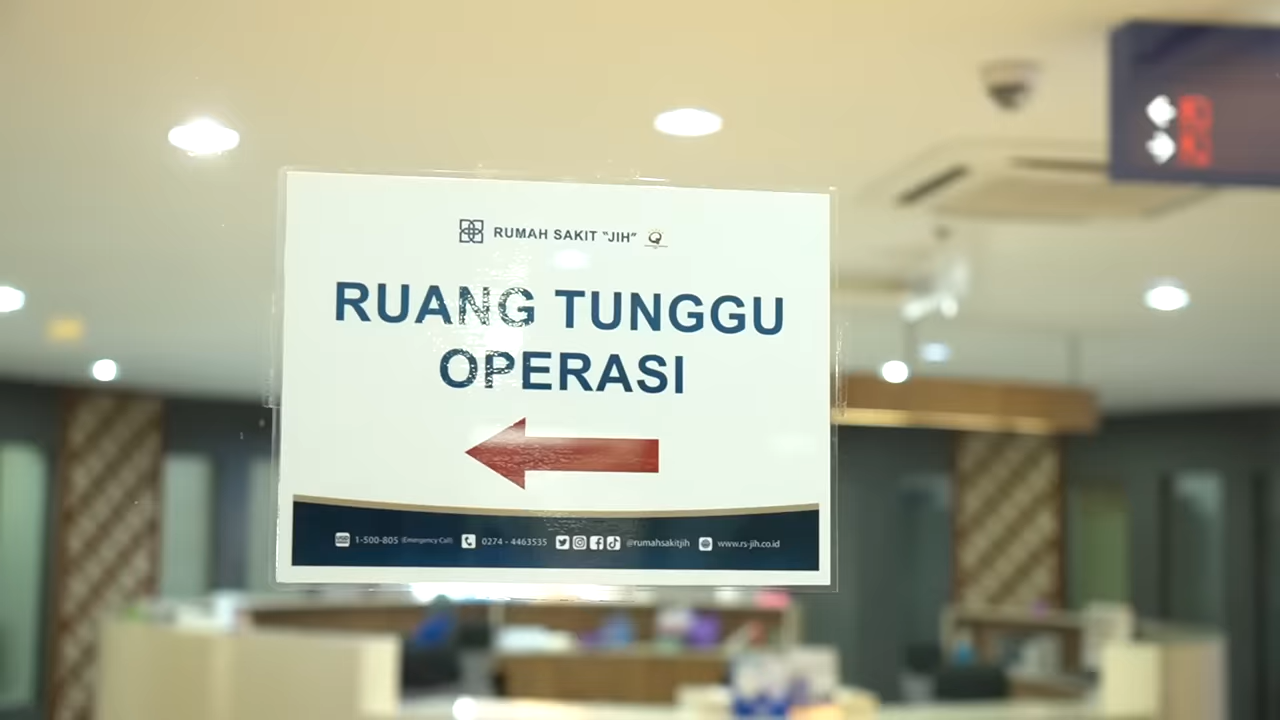 RUMAH SAKIT "JIH"
RUANG TUNGGU
OPERASI
1-500-805 (Emergency Call) 0274 - 4463535 @rumahsakitjih www.rs-jih.co.id